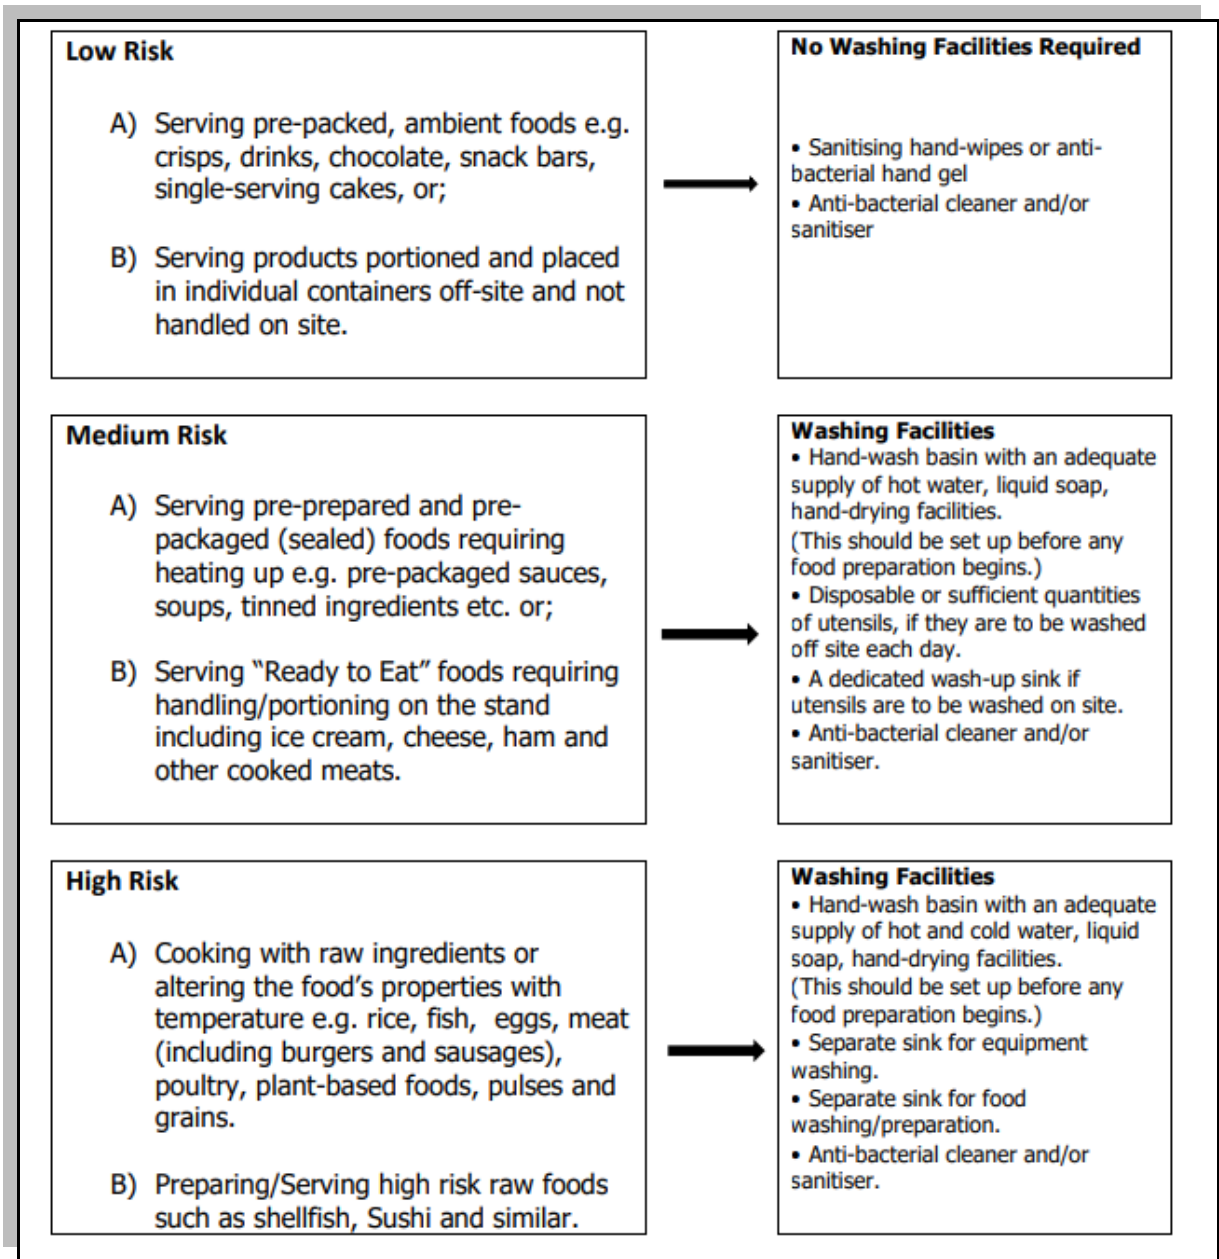 Low Risk
A) Serving pre-packed, ambient foods e.g.
crisps, drinks, chocolate, snack bars,
single-serving cakes, or;
B) Serving products portioned and placed
in individual containers off-site and not
handled on site.
No Washing Facilities Required
• Sanitising hand-wipes or anti-
bacterial hand gel
• Anti-bacterial cleaner and/or
sanitiser
Medium Risk
A) Serving pre-prepared and pre-
packaged (sealed) foods requiring
heating up e.g. pre-packaged sauces,
soups, tinned ingredients etc. or;
B) Serving “Ready to Eat” foods requiring
handling/portioning on the stand
including ice cream, cheese, ham and
other cooked meats.
Washing Facilities
• Hand-wash basin with an adequate
supply of hot water, liquid soap,
hand-drying facilities.
(This should be set up before any
food preparation begins.)
• Disposable or sufficient quantities
of utensils, if they are to be washed
off site each day.
• A dedicated wash-up sink if
utensils are to be washed on site.
• Anti-bacterial cleaner and/or
sanitiser.
High Risk
A) Cooking with raw ingredients or
altering the food’s properties with
temperature e.g. rice, fish, eggs, meat
(including burgers and sausages),
poultry, plant-based foods, pulses and
grains.
B) Preparing/Serving high risk raw foods
such as shellfish, Sushi and similar.
Washing Facilities
• Hand-wash basin with an adequate
supply of hot and cold water, liquid
soap, hand-drying facilities.
(This should be set up before any
food preparation begins.)
• Separate sink for equipment
washing.
• Separate sink for food
washing/preparation.
• Anti-bacterial cleaner and/or
sanitiser.